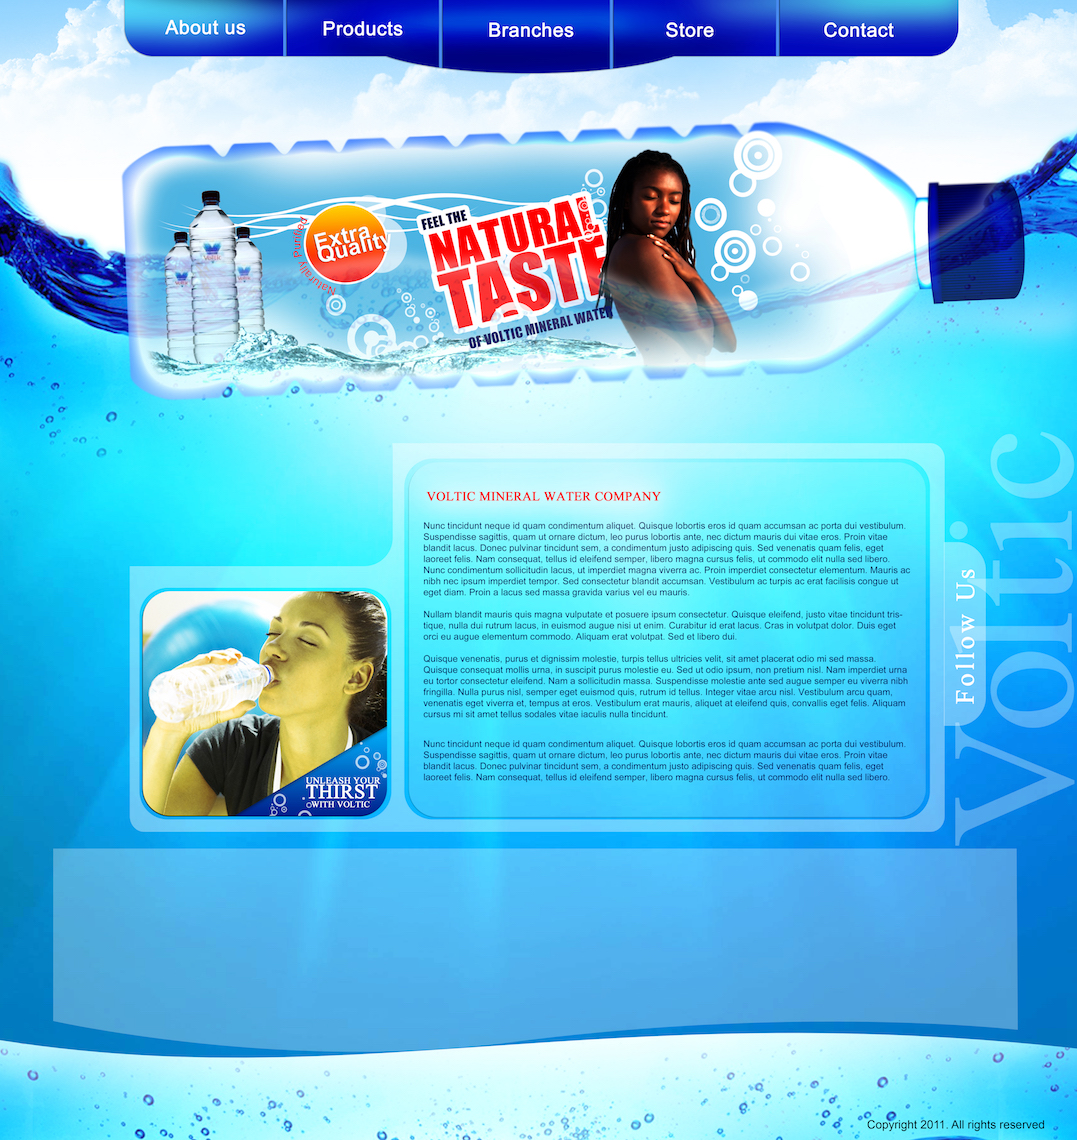 About us
Products
Branches
Store
Contact
Extra
Quality
Naturally Purified
FEEL THE
NATURAL
TASTE
OF VOLTIC MINERAL WATER
VOLTIC MINERAL WATER COMPANY
Nunc tincidunt neque id quam condimentum aliquet. Quisque lobortis eros id quam accumsan ac porta dui vestibulum.
Suspendisse sagittis, quam ut ornare dictum, leo purus lobortis ante, nec dictum mauris dui vitae eros. Proin vitae
blandit lacus. Donec pulvinar tincidunt sem, a condimentum justo adipiscing quis. Sed venenatis quam felis, eget
laoreet felis. Nam consequat, tellus id eleifend semper, libero magna cursus felis, ut commodo elit nulla sed libero.
Nunc condimentum sollicitudin lacus, ut imperdiet magna viverra ac. Proin imperdiet consectetur elementum. Mauris ac
nibh nec ipsum imperdiet tempor. Sed consectetur blandit accumsan. Vestibulum ac turpis ac erat facilisis congue ut
eget diam. Proin a lacus sed massa gravida varius vel eu mauris.
Nullam blandit mauris quis magna vulputate et posuere ipsum consectetur. Quisque eleifend, justo vitae tincidunt tris-
tique, nulla dui rutrum lacus, in euismod augue nisi ut enim. Curabitur id erat lacus. Cras in volutpat dolor. Duis eget
orci eu augue elementum commodo. Aliquam erat volutpat. Sed et libero dui.
Quisque venenatis, purus et dignissim molestie, turpis tellus ultricies velit, sit amet placerat odio mi sed massa.
Quisque consequat mollis urna, in suscipit purus molestie eu. Sed ut odio ipsum, non pretium nisl. Nam imperdiet urna
eu tortor consectetur eleifend. Nam a sollicitudin massa. Suspendisse molestie ante sed augue semper eu viverra nibh
fringilla. Nulla purus nisl, semper eget euismod quis, rutrum id tellus. Integer vitae arcu nisl. Vestibulum arcu quam,
venenatis eget viverra et, tempus at eros. Vestibulum erat mauris, aliquet at eleifend quis, convallis eget felis. Aliquam
cursus mi sit amet tellus sodales vitae iaculis nulla tincidunt.
Nunc tincidunt neque id quam condimentum aliquet. Quisque lobortis eros id quam accumsan ac porta dui vestibulum.
Suspendisse sagittis, quam ut ornare dictum, leo purus lobortis ante, nec dictum mauris dui vitae eros. Proin vitae
blandit lacus. Donec pulvinar tincidunt sem, a condimentum justo adipiscing quis. Sed venenatis quam felis, eget
laoreet felis. Nam consequat, tellus id eleifend semper, libero magna cursus felis, ut commodo elit nulla sed libero.
UNLEASH YOUR
THIRST
WITH VOLTIC
Follow Us
Voltic
Copyright 2011. All rights reserved